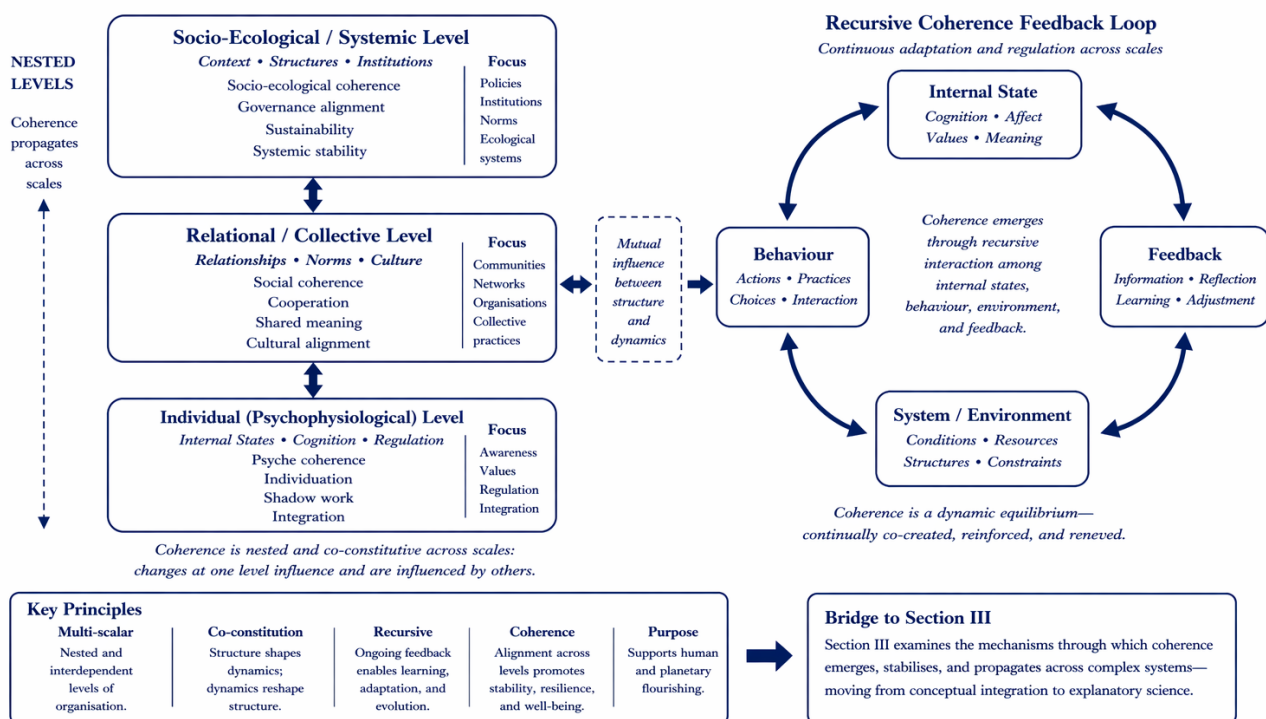 NESTED
LEVELS
Coherence
propagates
across
scales
Socio-Ecological / Systemic Level
Context • Structures • Institutions
Socio-ecological coherence
Governance alignment
Sustainability
Systemic stability
Focus
Policies
Institutions
Norms
Ecological
systems
Relational / Collective Level
Relationships • Norms • Culture
Social coherence
Cooperation
Shared meaning
Cultural alignment
Focus
Communities
Networks
Organisations
Collective
practices
Individual (Psychophysiological) Level
Internal States • Cognition • Regulation
Psyche coherence
Individuation
Shadow work
Integration
Focus
Awareness
Values
Regulation
Integration
Coherence is nested and co-constitutive across scales:
changes at one level influence and are influenced by others.
Mutual
influence
between
structure
and
dynamics
Recursive Coherence Feedback Loop
Continuous adaptation and regulation across scales
Internal State
Cognition • Affect
Values • Meaning
Behaviour
Actions • Practices
Choices • Interaction
Coherence emerges
through recursive
interaction among
internal states,
behaviour, environment,
and feedback.
Feedback
Information • Reflection
Learning • Adjustment
System / Environment
Conditions • Resources
Structures • Constraints
Coherence is a dynamic equilibrium—
continually co-created, reinforced, and reneved.
Key Principles
Multi-scalar
Nested and
interdependent
levels of
organisation.
Co-constitution
Structure shapes
dynamics;
dynamics reshape
structure.
Recursive
Ongoing feedback
enables learning,
adaptation, and
evolution.
Coherence
Alignment across
levels promotes
stability, resilience,
and well-being.
Purpose
Supports human
and planetary
flourishing.
Bridge to Section III
Section III examines the mechanisms through which coherence
emerges, stabilises, and propagates across complex systems—
moving from conceptual integration to explanatory science.